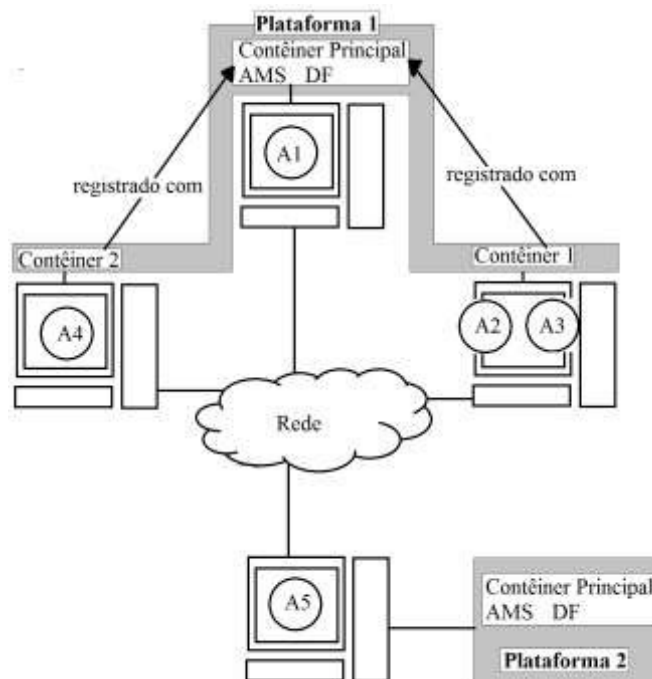 Plataforma 1
Contêiner Principal
AMS DF
A1
registrado com
registrado com
Contêiner 2
Contêiner 1
A4
A2
A3
Rede
A5
Contêiner Principal
AMS DF
Plataforma 2